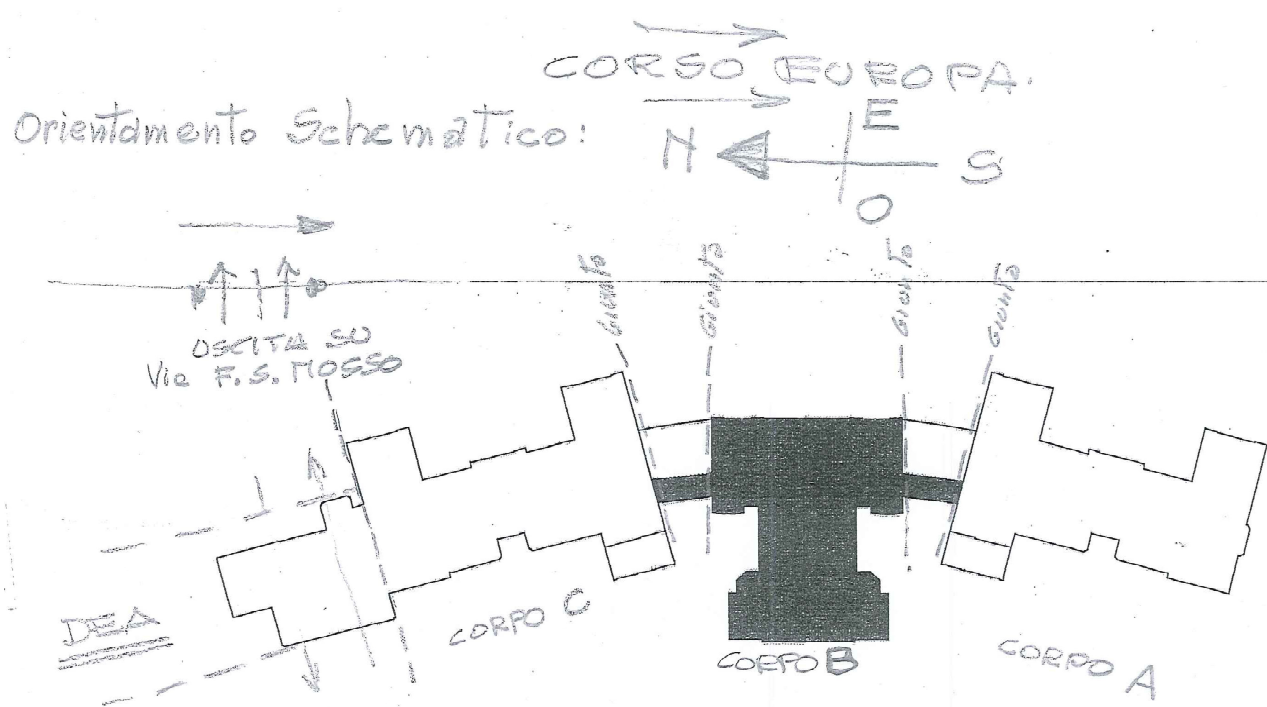 CORSO EUROPA.
Orientamento Schematico:
E
N
S
O
Giunto
Giunto
Giunto
Giunto
USCITA SU
Via F.S. MOSSO
DEA
CORPO C
CORPO B
CORPO A